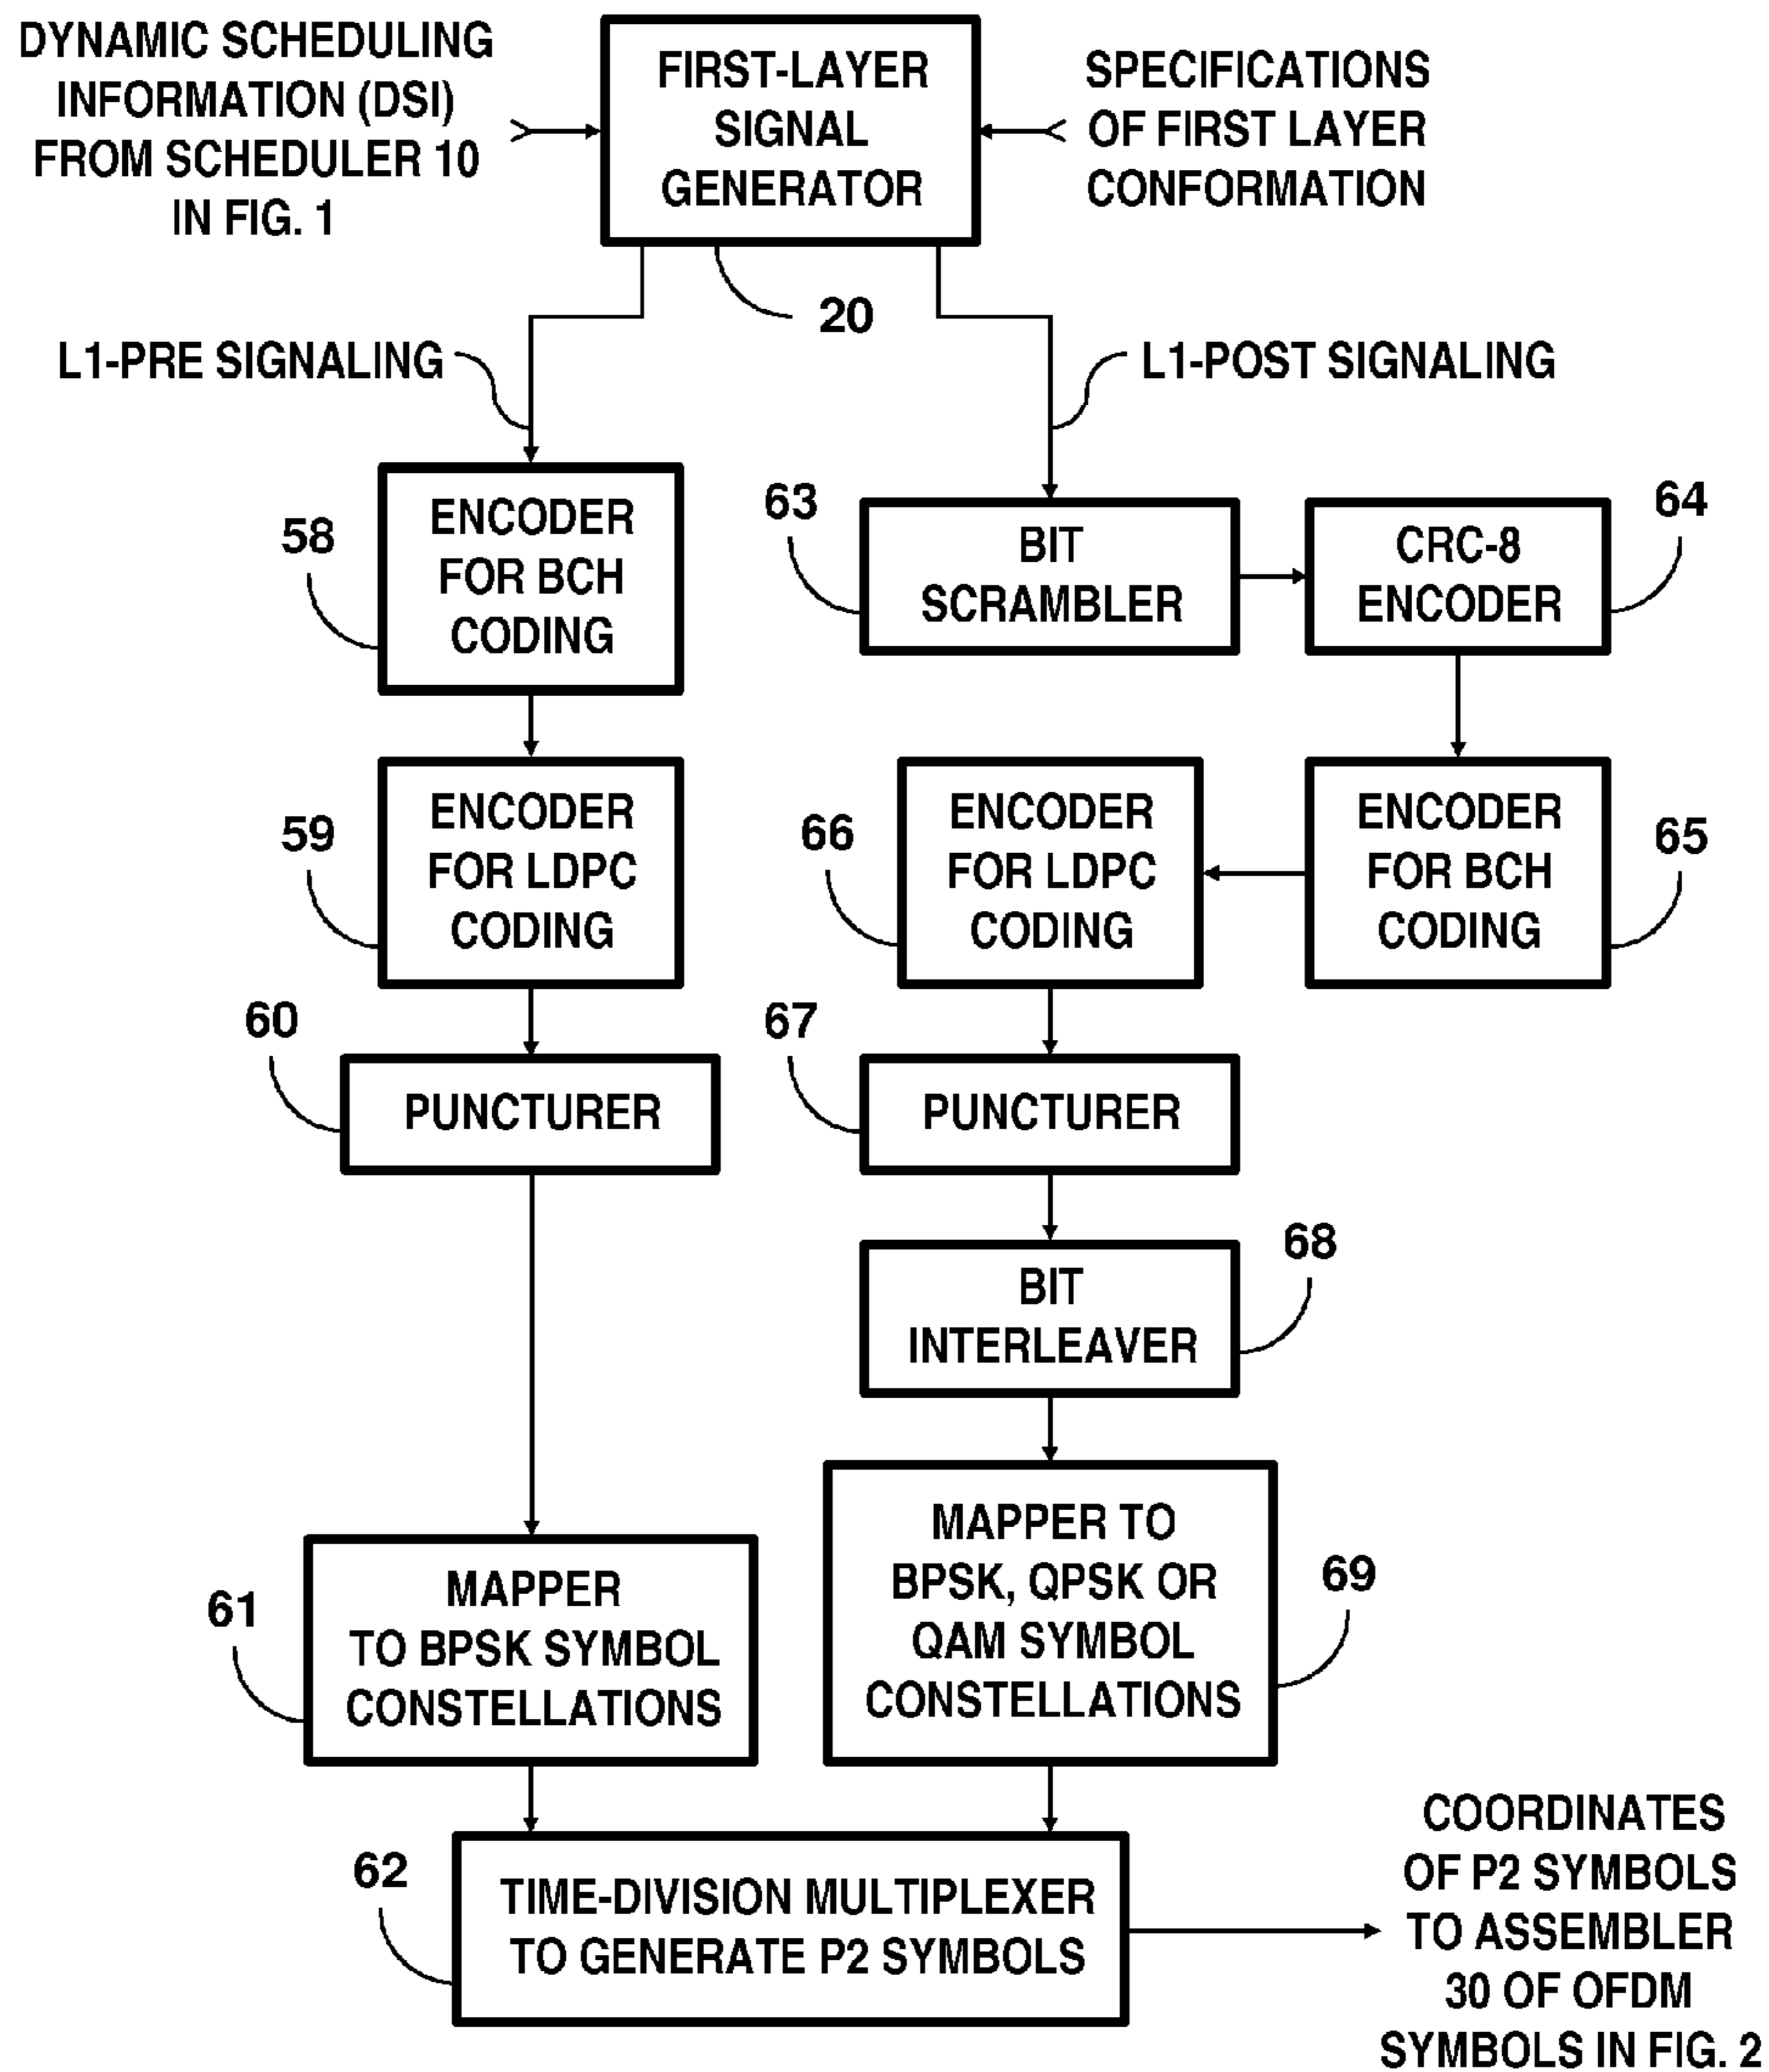 DYNAMIC SCHEDULING
INFORMATION (DSI)
FROM SCHEDULER 10
IN FIG. 1
FIRST-LAYER
SIGNAL
GENERATOR
SPECIFICATIONS
OF FIRST LAYER
CONFORMATION
20
L1-PRE SIGNALING
L1-POST SIGNALING
58
ENCODER
FOR BCH
CODING
63
BIT
SCRAMBLER
CRC-8
ENCODER
64
59
ENCODER
FOR LDPC
CODING
66
ENCODER
FOR LDPC
CODING
ENCODER
FOR BCH
CODING
65
60
PUNCTURER
67
PUNCTURER
BIT
INTERLEAVER
68
61
MAPPER
TO BPSK SYMBOL
CONSTELLATIONS
MAPPER TO
BPSK, QPSK OR
QAM SYMBOL
CONSTELLATIONS
69
62
TIME-DIVISION MULTIPLEXER
TO GENERATE P2 SYMBOLS
COORDINATES
OF P2 SYMBOLS
TO ASSEMBLER
30 OF OFDM
SYMBOLS IN FIG. 2